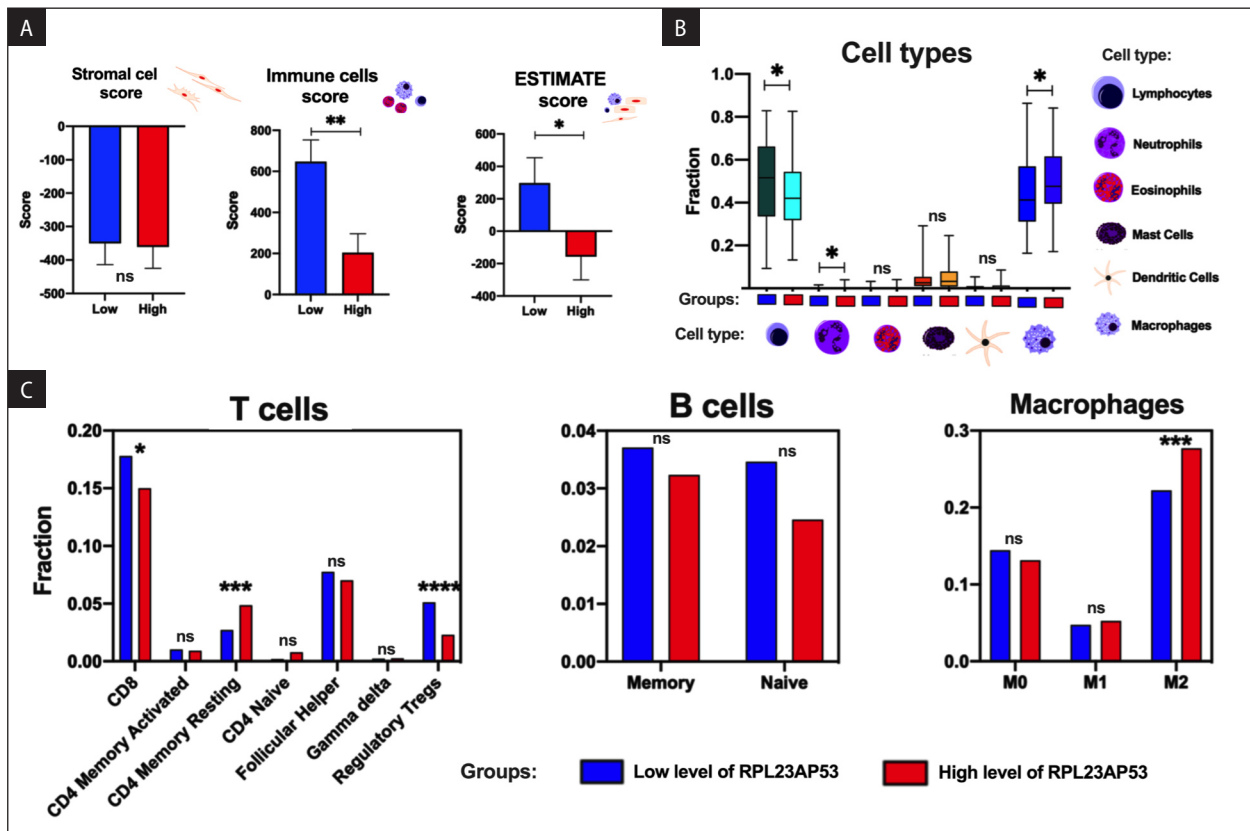 A
Stromal cel
score
Score
0
-100
-200
-300
-400
-500
ns
Low
High
Immune cells
score
Score
800
600
400
200
0
**
Low
High
ESTIMATE
score
Score
600
400
200
0
-200
-400
*
Low
High
B
Cell types
Fraction
1.0
0.8
0.6
0.4
0.2
*
*
ns
ns
ns
*
Groups:
Cell type:
Cell type:
Lymphocytes
Neutrophils
Eosinophils
Mast Cells
Dendritic Cells
Macrophages
C
T cells
Fraction
0.20
0.15
0.10
0.05
0.00
*
ns
***
ns
ns
ns
****
CD8
CD4 Memory Activated
CD4 Memory Resting
CD4 Naive
Follicular Helper
Gamma delta
Regulatory Tregs
B cells
0.04
0.03
0.02
0.01
0.00
ns
ns
Memory
Naive
Macrophages
0.3
0.2
0.1
0.0
ns
ns
***
M0
M1
M2
Groups:
Low level of RPL23AP53
High level of RPL23AP53